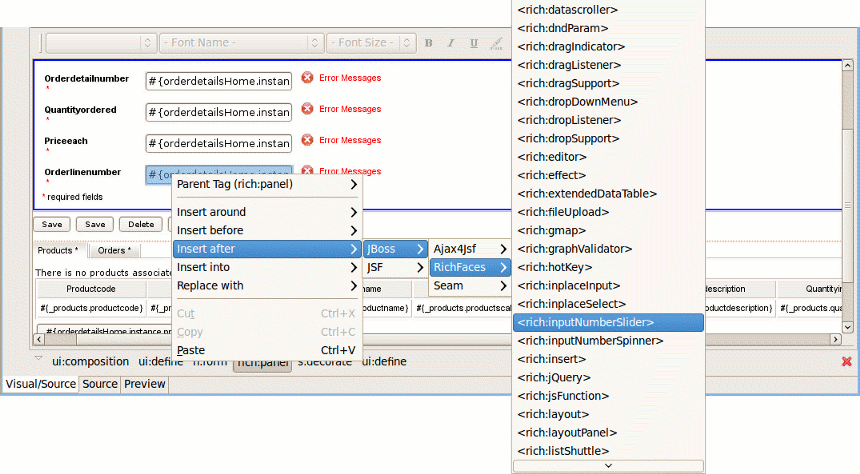 - Font Name -
- Font Size -
B I U
Orderdetailnumber
*
#{orderdetailsHome.instan
Error Messages
Quantityordered
*
#{orderdetailsHome.instan
Error Messages
Priceeach
*
#{orderdetailsHome.instan
Error Messages
Orderlinenumber
*
#{orderdetailsHome.instan
Error Messages
* required fields
Save
Save
Delete
Products *
Orders *
There is no products associate
Productcode
name
description
Quantityin
#{_products.productcode}
#{_
productname}
#{_products.productscal
productdescription}
#{_products.qua
#{orderdetailsHome.instance.pr
Parent Tag (rich:panel)
Insert around
Insert before
Insert after
Insert into
Replace with
Cut Ctrl+X
Copy Ctrl+C
Paste Ctrl+V
JBoss
JSF
Ajax4Jsf
RichFaces
Seam
<rich:datascroller>
<rich:dndParam>
<rich:dragIndicator>
<rich:dragListener>
<rich:dragSupport>
<rich:dropDownMenu>
<rich:dropListener>
<rich:dropSupport>
<rich:editor>
<rich:effect>
<rich:extendedDataTable>
<rich:fileUpload>
<rich:gmap>
<rich:graphValidator>
<rich:hotKey>
<rich:inplaceInput>
<rich:inplaceSelect>
<rich:inputNumberSlider>
<rich:inputNumberSpinner>
<rich:insert>
<rich:jQuery>
<rich:jsFunction>
<rich:layout>
<rich:layoutPanel>
<rich:listShuttle>
ui:composition ui:define h:form rich:panel s:decorate ui:define
Visual/Source Source Preview